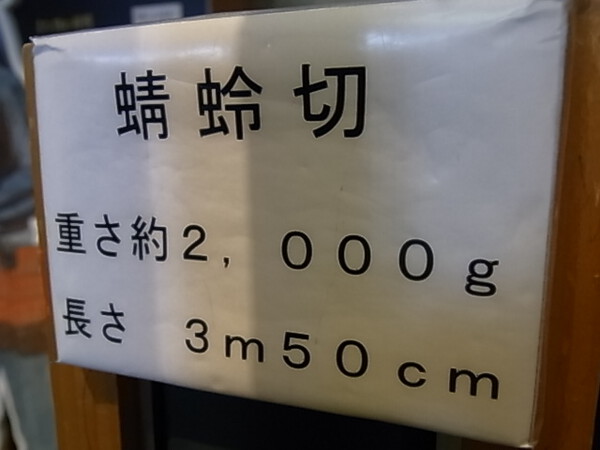 蜻蛉切
重さ約2,000g
長さ 3m50cm